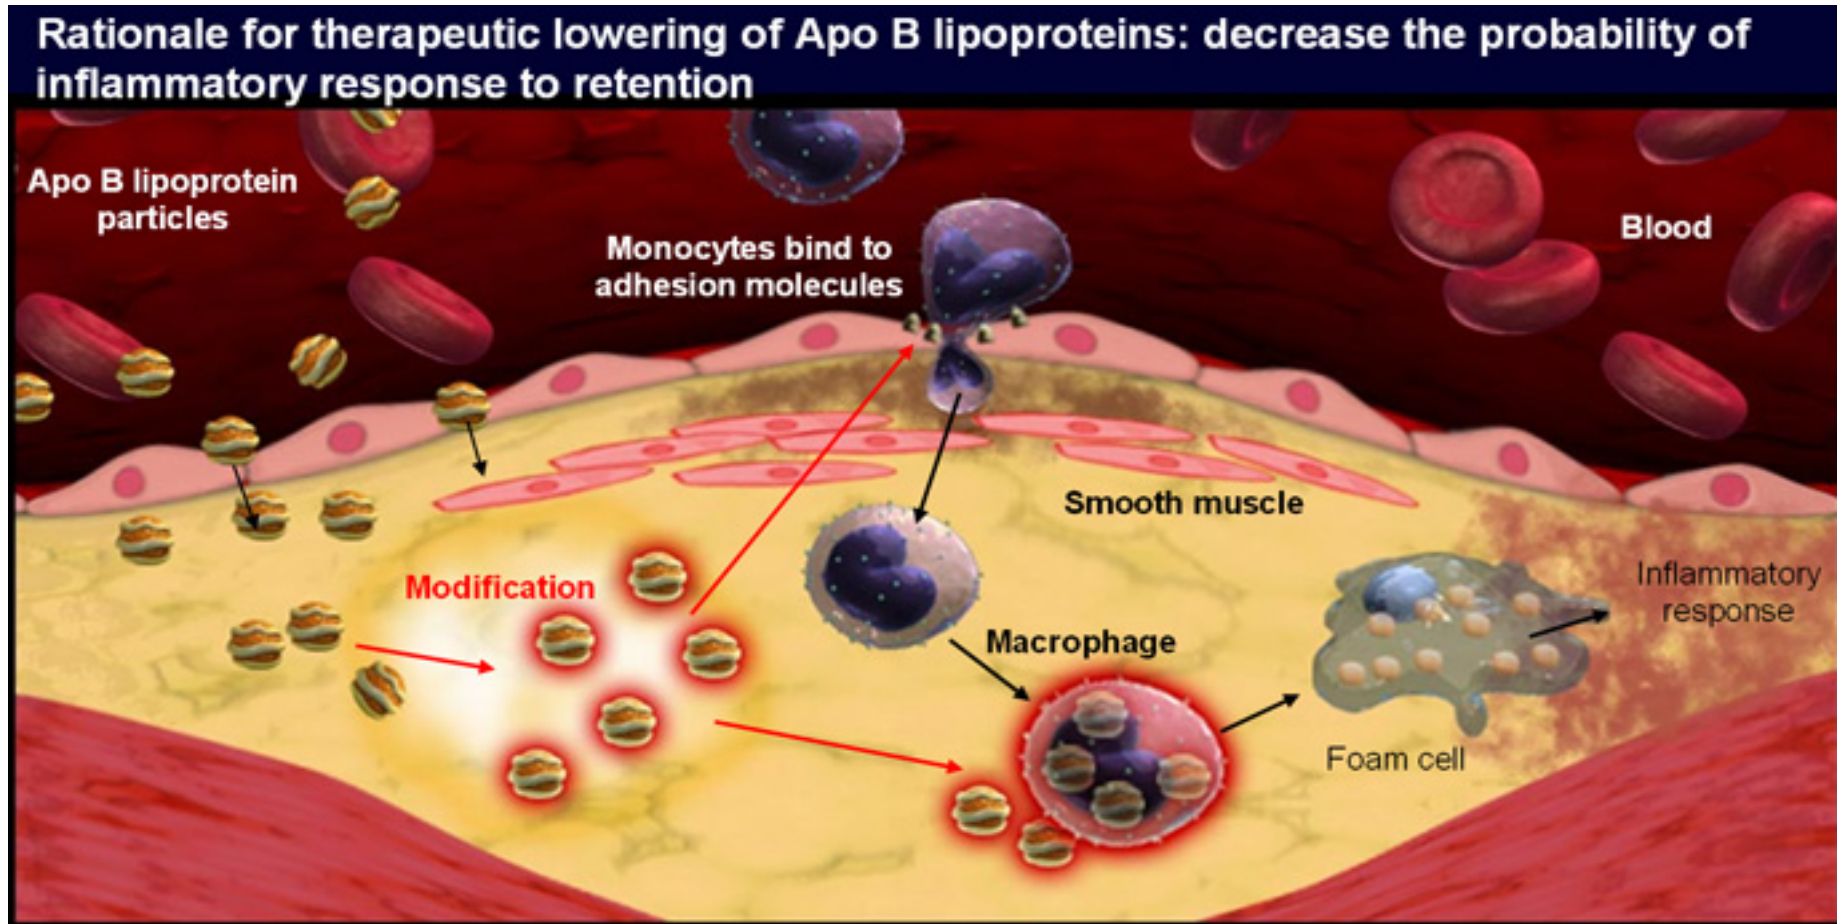 Rationale for therapeutic lowering of Apo B lipoproteins: decrease the probability of
inflammatory response to retention
Apo B lipoprotein
particles
Monocytes bind to
adhesion molecules
Blood
Smooth muscle
Modification
Macrophage
Inflammatory
response
Foam cell